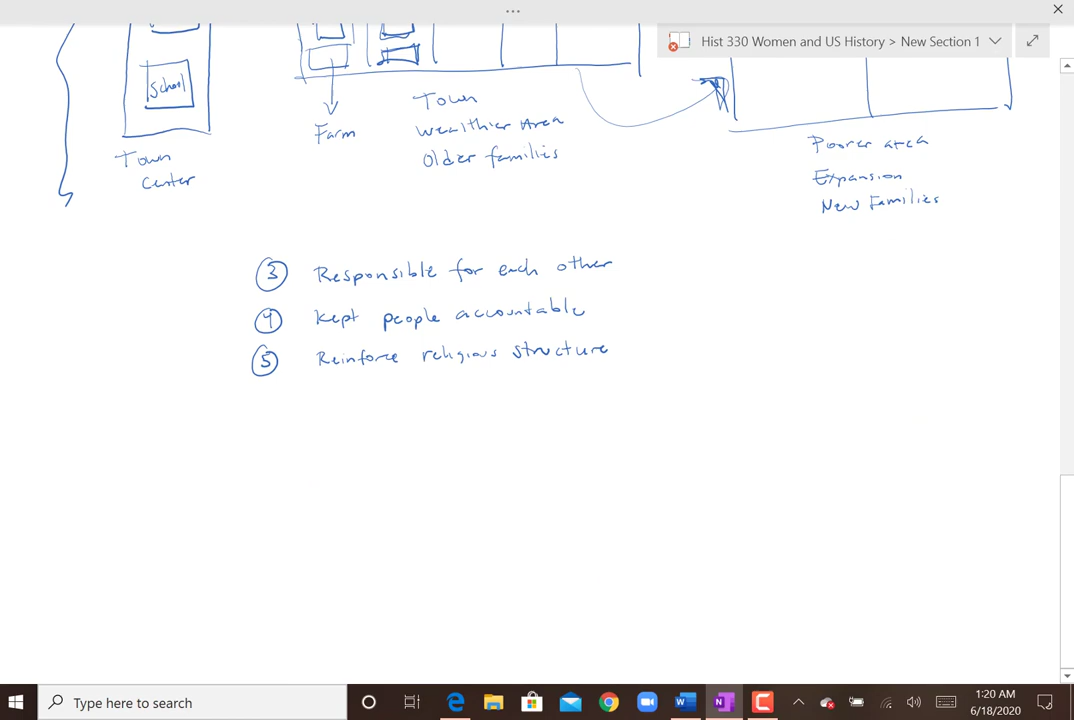 Hist 330 Women and US History > New Section 1
School
Town
Center
Farm
Town
Wealthier Area
Older families
Poorer area
Expansion
New Families
③ Responsible for each other
④ Kept people accountable
⑤ Reinforce religious structure
Type here to search
1:20 AM
6/18/2020